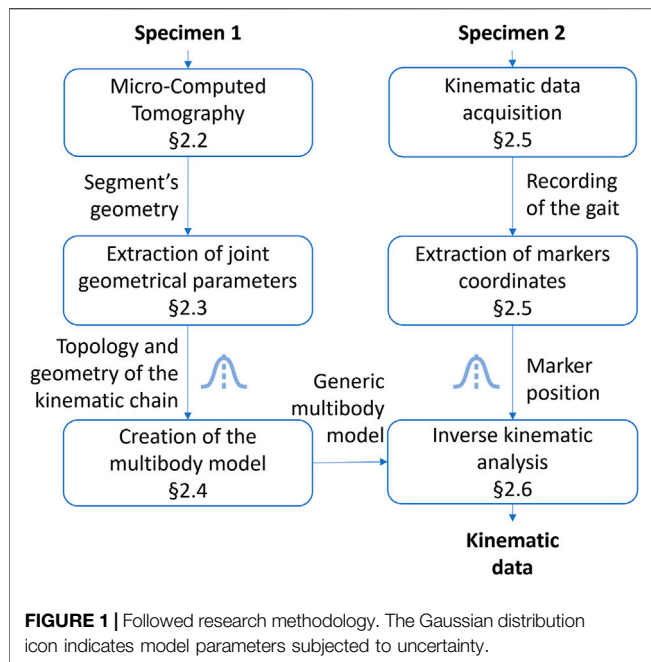 Specimen 1
Micro-Computed
Tomography
§2.2
Segment's
geometry
Extraction of joint
geometrical parameters
§2.3
Topology and
geometry of the
kinematic chain
Creation of the
multibody model
§2.4
Generic
multibody
model
Specimen 2
Kinematic data
acquisition
§2.5
Recording
of the gait
Extraction of markers
coordinates
§2.5
Marker
position
Inverse kinematic
analysis
§2.6
Kinematic
data
FIGURE 1 | Followed research methodology. The Gaussian distribution
icon indicates model parameters subjected to uncertainty.